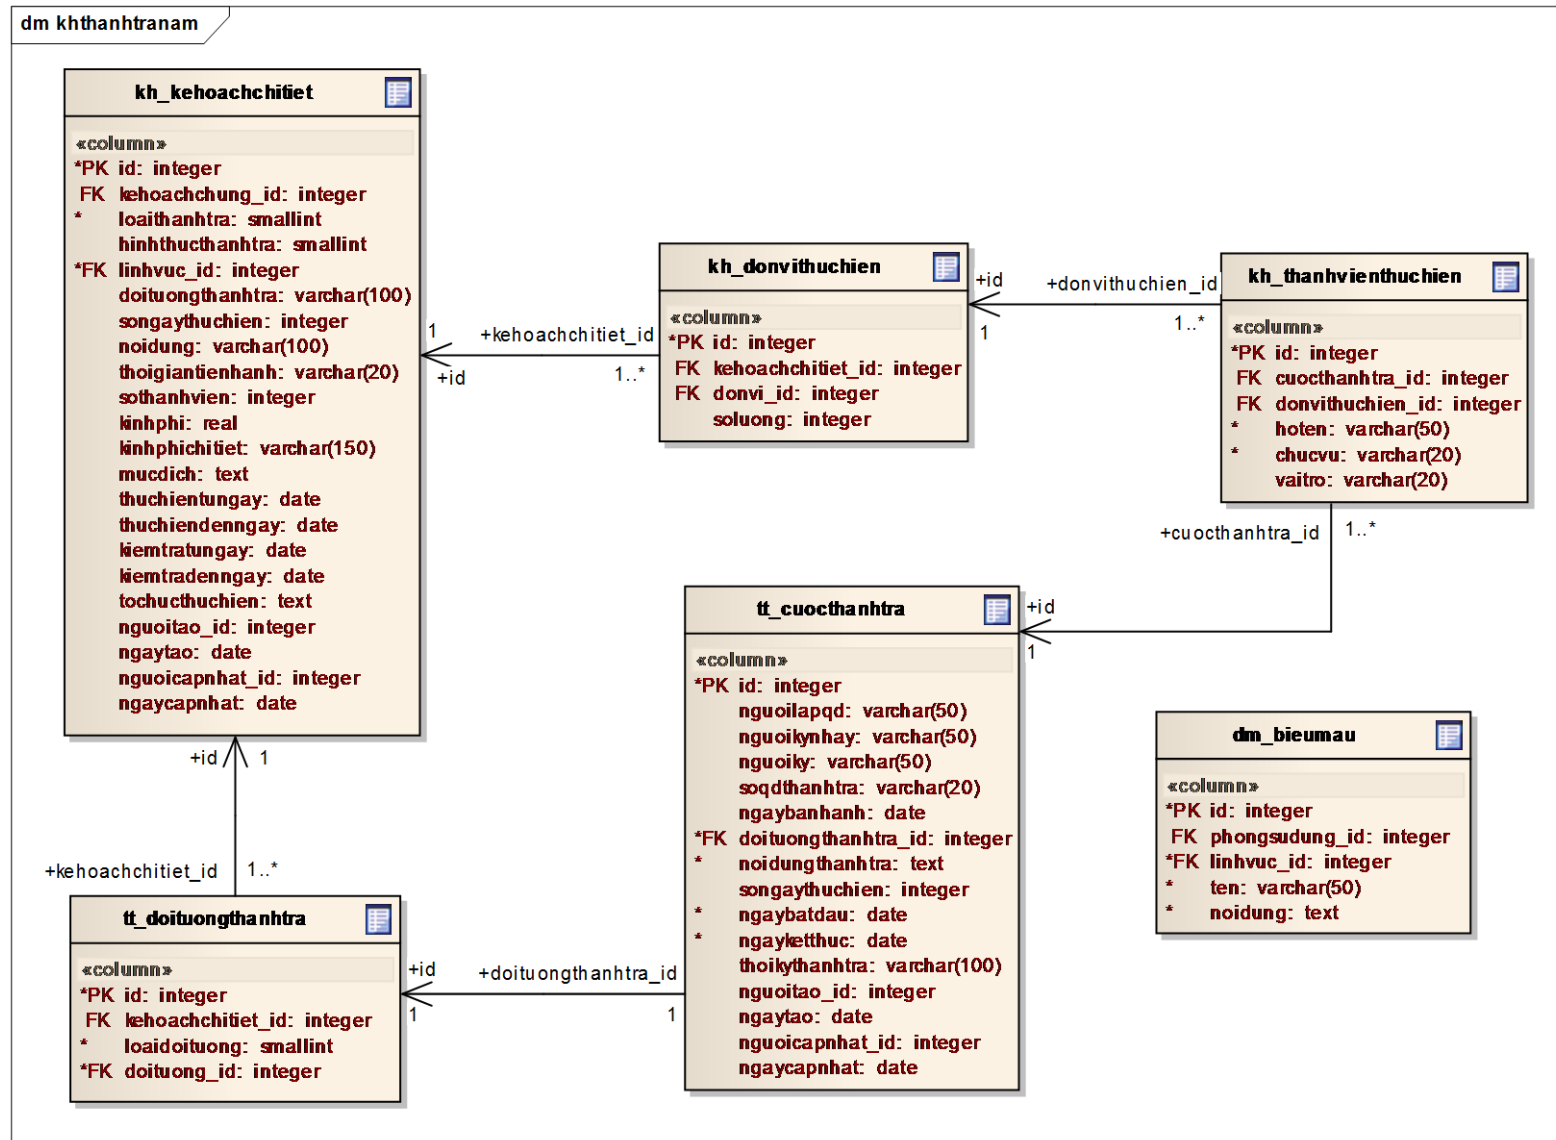 dm khthanhtranam
kh_kehoachchitiet
«column»
*PK id: integer
FK kehoachchung_id: integer
* loaithanhtra: smallint
hinhthucthanhtra: smallint
*FK linhvuc_id: integer
doituongthanhtra: varchar(100)
songaythuchien: integer
noidung: varchar(100)
thoigiantienhanh: varchar(20)
sothanhvien: integer
kinhphi: real
kinhphichitiet: varchar(150)
mucdich: text
thuchientungay: date
thuchiendenngay: date
kiemtratungay: date
kiemtradenngay: date
tochucthuchien: text
nguoitao_id: integer
ngaytao: date
nguoicapnhat_id: integer
ngaycapnhat: date
1
+id
+kehoachchitiet_id
1..*
kh_donvithuchien
«column»
*PK id: integer
FK kehoachchitiet_id: integer
FK donvi_id: integer
soluong: integer
+id
1
+donvithuchien_id
1..*
kh_thanhvienthuchien
«column»
*PK id: integer
FK cuocthanhtra_id: integer
FK donvithuchien_id: integer
* hoten: varchar(50)
* chucvu: varchar(20)
vaitro: varchar(20)
+cuocthanhtra_id
1..*
+id
1
tt_cuocthanhtra
«column»
*PK id: integer
nguoilapqd: varchar(50)
nguoikynhay: varchar(50)
nguoiky: varchar(50)
soqdthanhtra: varchar(20)
ngaybanhanh: date
*FK doituongthanhtra_id: integer
* noidungthanhtra: text
songaythuchien: integer
* ngaybatdau: date
* ngayketthuc: date
thoikythanhtra: varchar(100)
nguoitao_id: integer
ngaytao: date
nguoicapnhat_id: integer
ngaycapnhat: date
dm_bieumau
«column»
*PK id: integer
FK phongsudung_id: integer
*FK linhvuc_id: integer
* ten: varchar(50)
* noidung: text
+id
1
+kehoachchitiet_id
1..*
tt_doituongthanhtra
«column»
*PK id: integer
FK kehoachchitiet_id: integer
* loaidoituong: smallint
*FK doituong_id: integer
+id
1
+doituongthanhtra_id
1